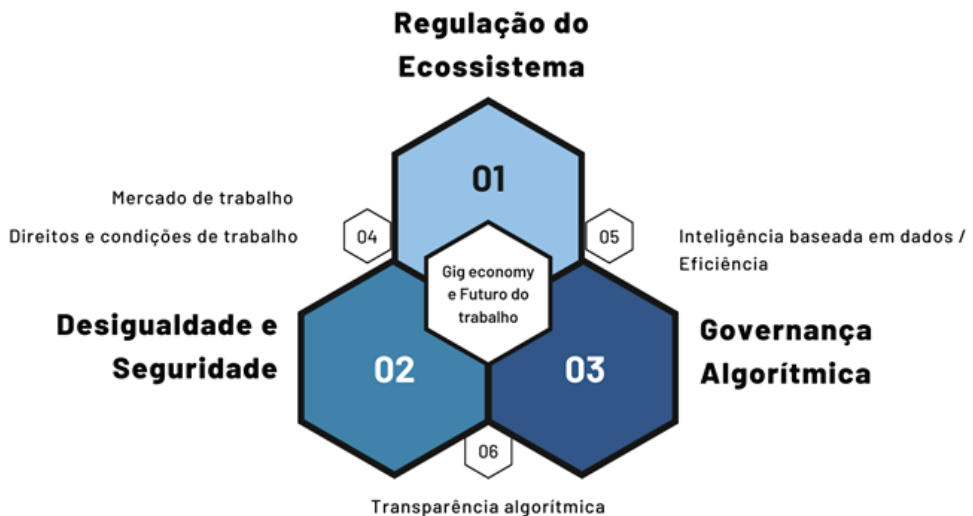 Regulação do
Ecossistema
01
Mercado de trabalho
Direitos e condições de trabalho
04
05
Inteligência baseada em dados /
Eficiência
Gig economy
e Futuro do
trabalho
Desigualdade e
Seguridade
02
03
Governança
Algorítmica
06
Transparência algorítmica